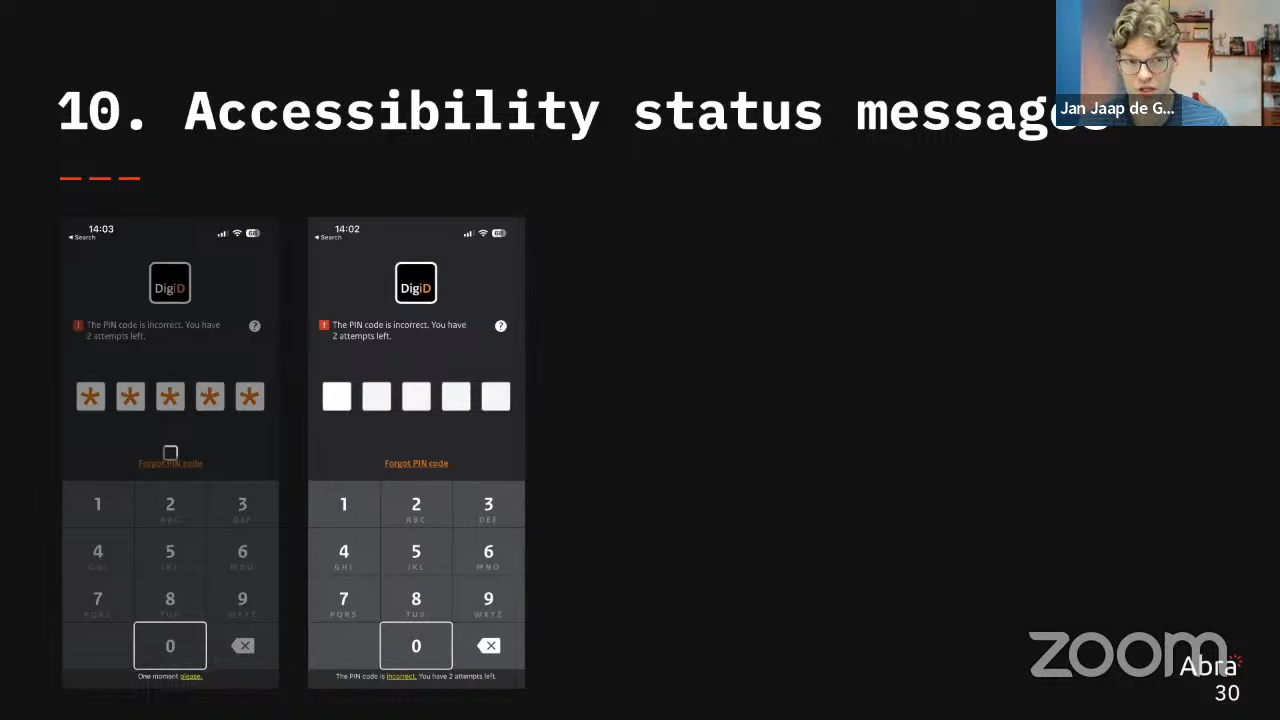 10. Accessibility status messages
Jan Jaap de G...
14:03
◀ Search
68
DigiD
! The PIN code is incorrect. You have
2 attempts left.
?
* * * * *
Forgot PIN code
1 2 3
ABC DEF
4 5 6
GHI JKL MNO
7 8 9
PQRS TUV WXYZ
0
One moment please.
14:02
◀ Search
68
DigiD
! The PIN code is incorrect. You have
2 attempts left.
?
Forgot PIN code
1 2 3
ABC DEF
4 5 6
GHI JKL MNO
7 8 9
PQRS TUV WXYZ
0
The PIN code is incorrect. You have 2 attempts left.
zoom
Abra
30